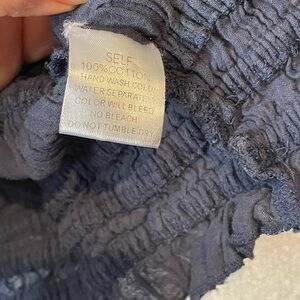 SELF
100%COTTON
HAND WASH COLD
WATER SEPARATELY
COLOR WILL BLEED
NO BLEACH
DO NOT TUMBLE DRY